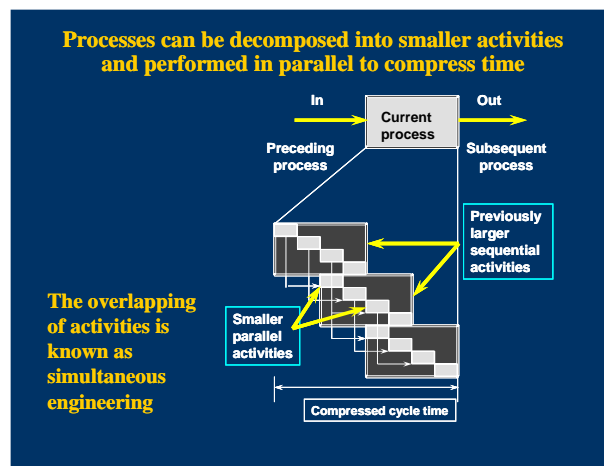 Processes can be decomposed into smaller activities
and performed in parallel to compress time
In
Out
Current
process
Preceding
process
Subsequent
process
Previously
larger
sequential
activities
The overlapping
of activities is
known as
simultaneous
engineering
Smaller
parallel
activities
Compressed cycle time